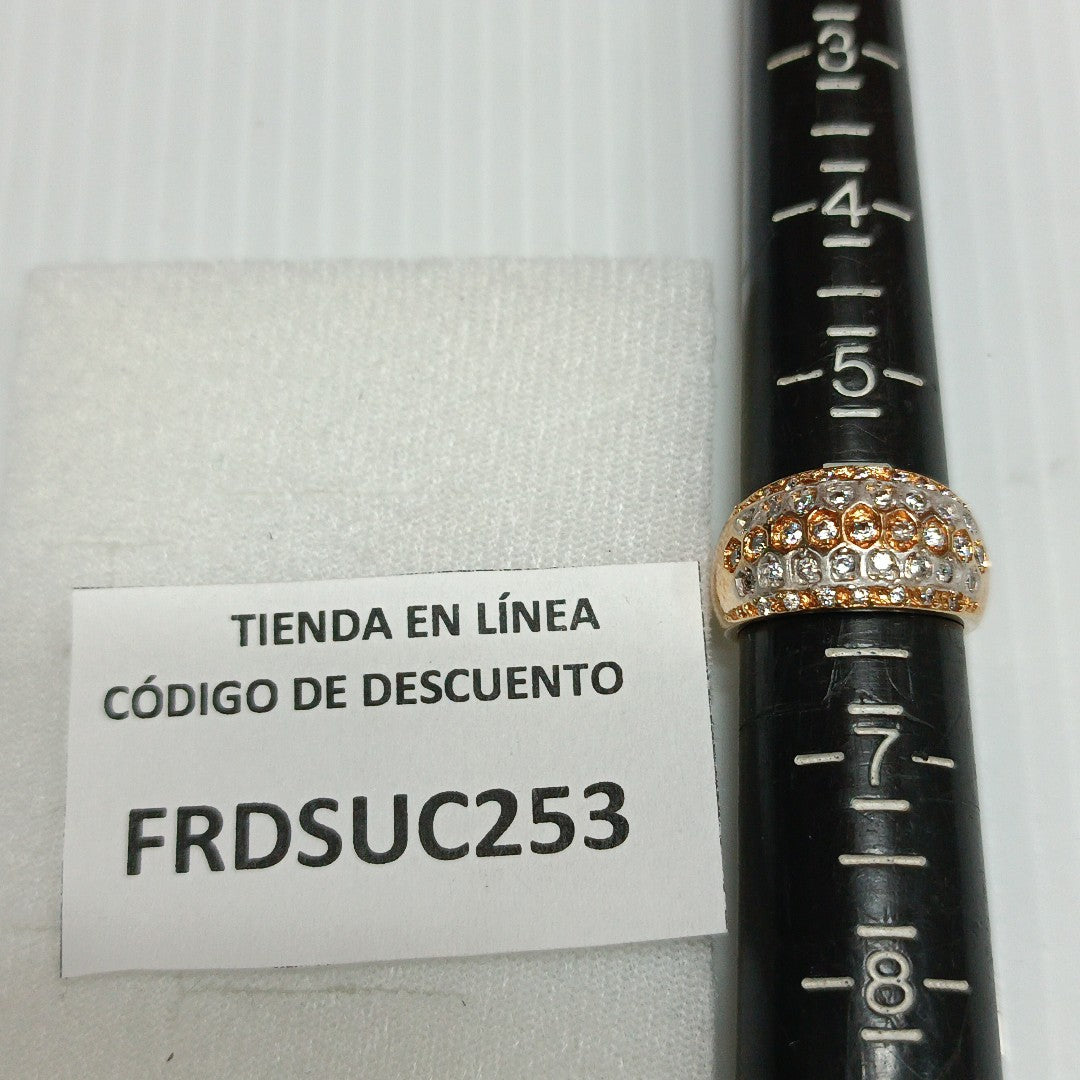 3
4
5
TIENDA EN LÍNEA
CÓDIGO DE DESCUENTO
FRDSUC253
7
8